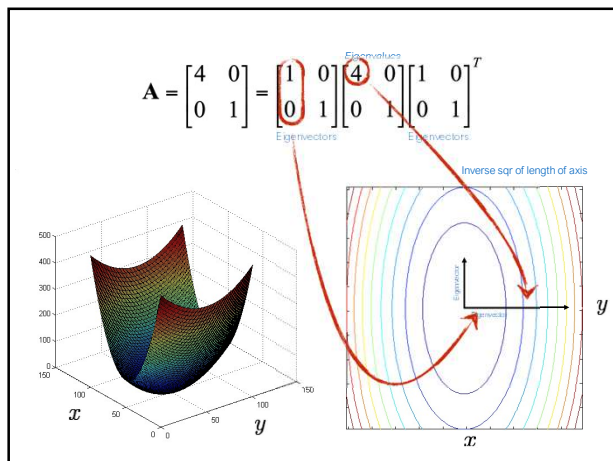 Eigenvalues
A = [4 0; 0 1] = [1 0; 0 1] [4 0; 0 1] [1 0; 0 1]^T
Eigenvectors
Eigenvectors.
Inverse sqr of length of axis
500
400
300
200
100
0
150
100
50
0
0
50
100
150
x
y
Eigenvector
Eigenvector
y
x